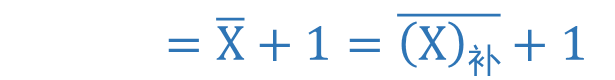 = X̅ + 1 = (X)补 + 1